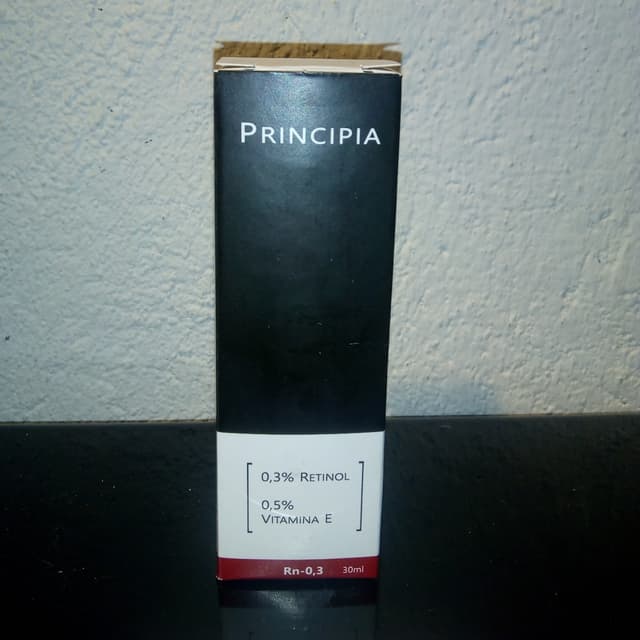 PRINCIPIA
0,3% RETINOL
0,5%
VITAMINA E
Rn-0,3 30ml